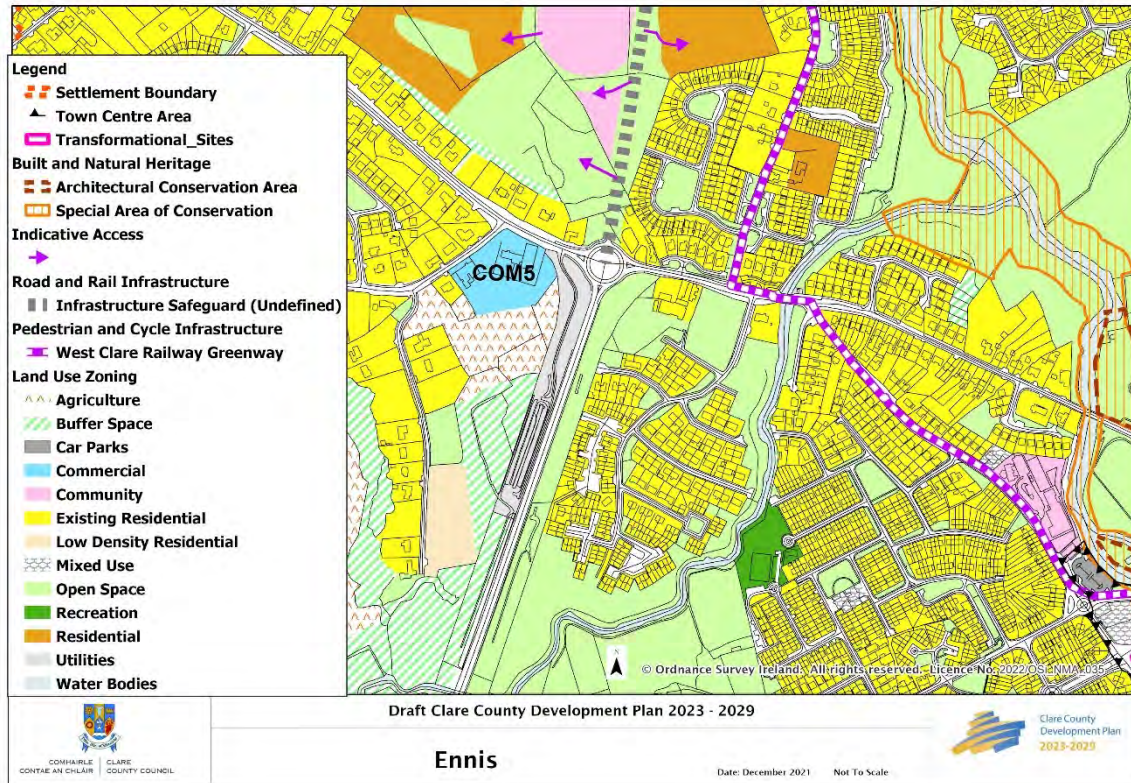 Legend
Settlement Boundary
Town Centre Area
Transformational_Sites
Built and Natural Heritage
Architectural Conservation Area
Special Area of Conservation
Indicative Access
Road and Rail Infrastructure
Infrastructure Safeguard (Undefined)
Pedestrian and Cycle Infrastructure
West Clare Railway Greenway
Land Use Zoning
Agriculture
Buffer Space
Car Parks
Commercial
Community
Existing Residential
Low Density Residential
Mixed Use
Open Space
Recreation
Residential
Utilities
Water Bodies
COM5
N
© Ordnance Survey Ireland. All rights reserved. Licence No. 2022/OSi_NMA_035
COMHAIRLE
CONTAE AN CHLÁIR
CLARE
COUNTY COUNCIL
Draft Clare County Development Plan 2023 - 2029
Ennis
Date: December 2021 Not To Scale
Clare County
Development Plan
2023-2029